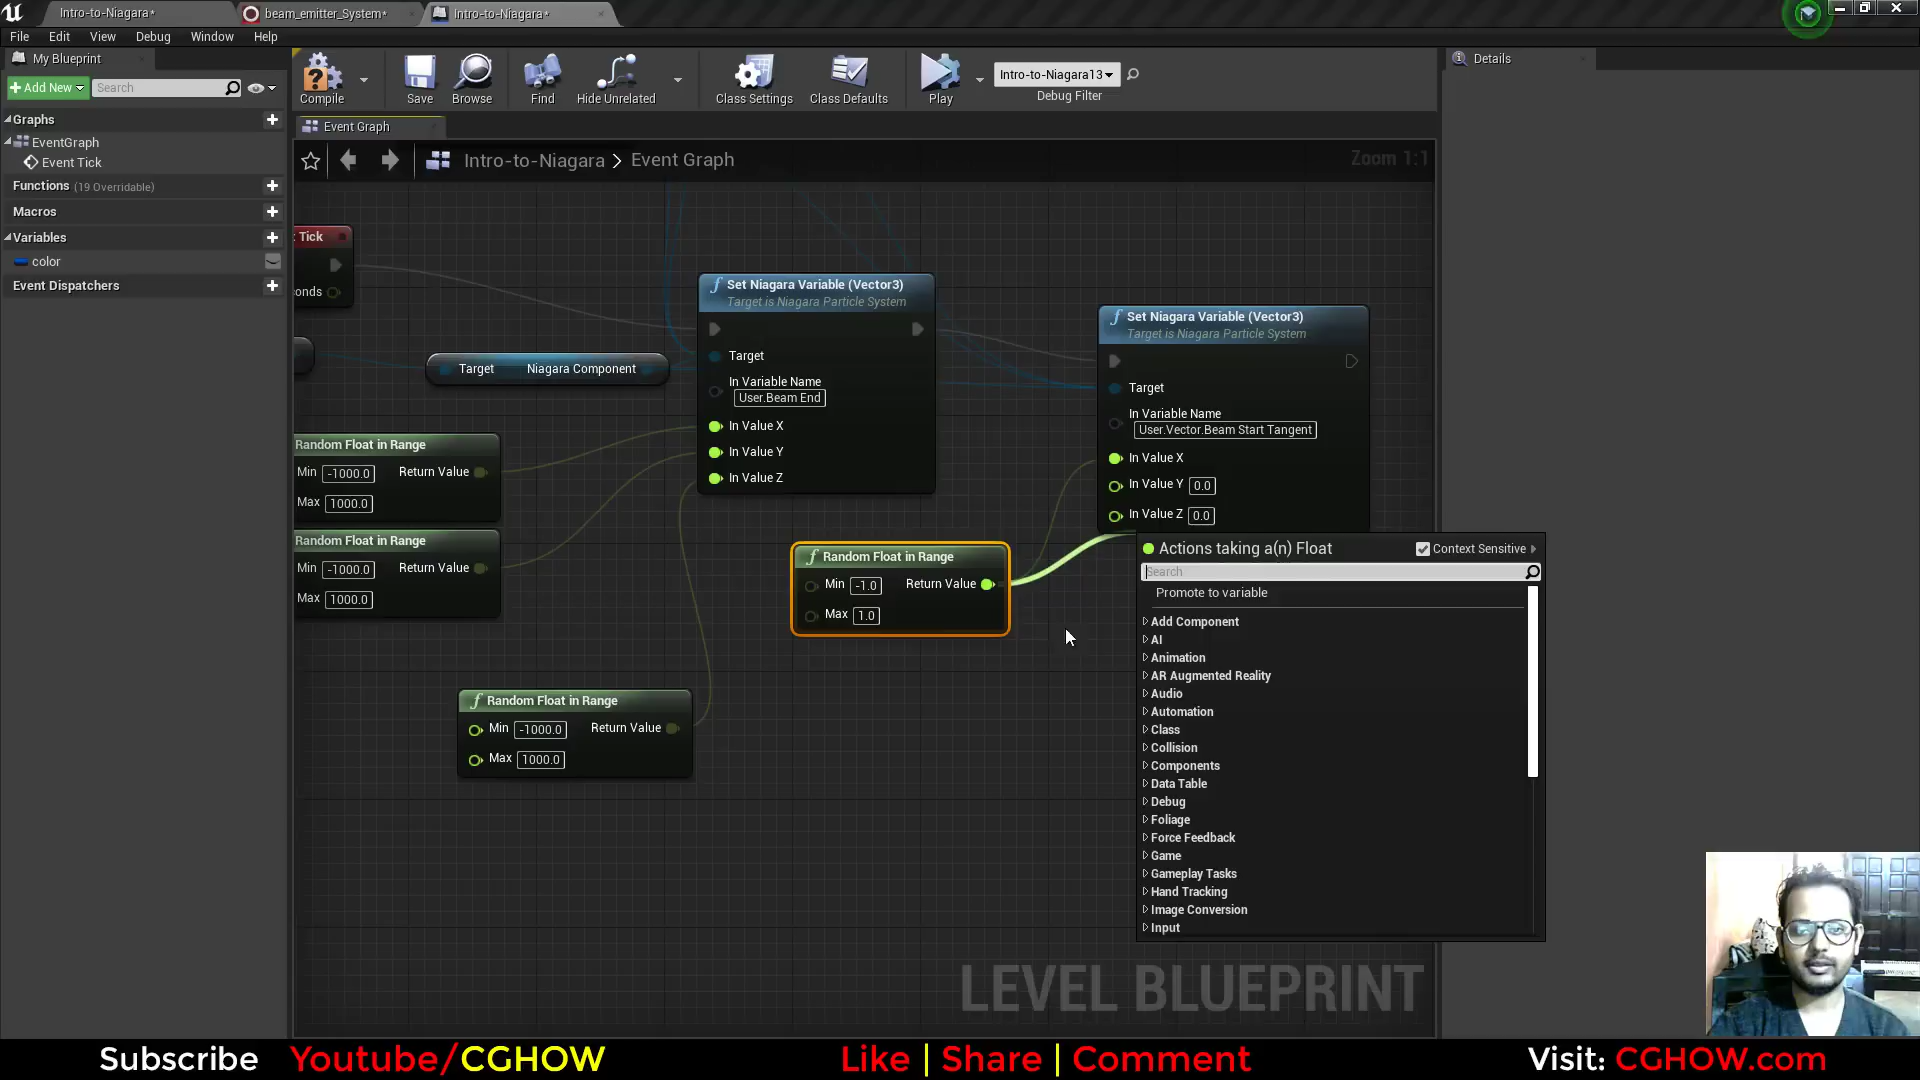 Intro-to-Niagara*
beam_emitter_System*
Intro-to-Niagara*
File Edit View Debug Window Help
My Blueprint
Add New
Search
Graphs
EventGraph
Event Tick
Functions (19 Overridable)
Macros
Variables
color
Event Dispatchers
Compile
Save
Browse
Find
Hide Unrelated
Class Settings
Class Defaults
Play
Intro-to-Niagara13
Debug Filter
Details
Event Graph
Intro-to-Niagara > Event Graph
Zoom 1:1
Tick
onds
Target Niagara Component
Set Niagara Variable (Vector3)
Target is Niagara Particle System
Target
In Variable Name
User.Beam End
In Value X
In Value Y
In Value Z
Set Niagara Variable (Vector3)
Target is Niagara Particle System
Target
In Variable Name
User.Vector.Beam Start Tangent
In Value X
In Value Y 0.0
In Value Z 0.0
Random Float in Range
Min -1000.0 Return Value
Max 1000.0
Random Float in Range
Min -1000.0 Return Value
Max 1000.0
Random Float in Range
Min -1.0 Return Value
Max 1.0
Random Float in Range
Min -1000.0 Return Value
Max 1000.0
Actions taking a(n) Float
Context Sensitive
Search
Promote to variable
Add Component
AI
Animation
AR Augmented Reality
Audio
Automation
Class
Collision
Components
Data Table
Debug
Foliage
Force Feedback
Game
Gameplay Tasks
Hand Tracking
Image Conversion
Input
LEVEL BLUEPRINT
Subscribe Youtube/CGHOW Like | Share | Comment Visit: CGHOW.com